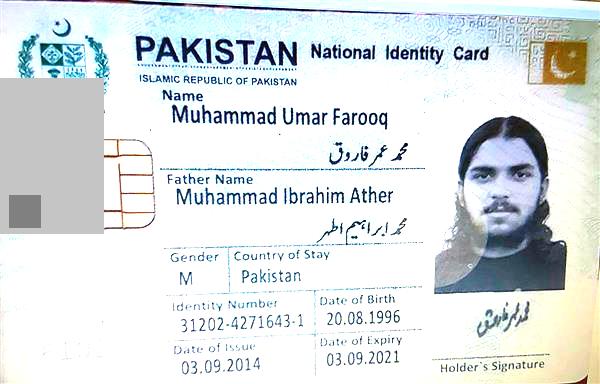 PAKISTAN National Identity Card
ISLAMIC REPUBLIC OF PAKISTAN
Name
Muhammad Umar Farooq
محمد عمر فاروق
Father Name
Muhammad Ibrahim Ather
محمد ابراہیم اطہر
Gender Country of Stay
M Pakistan
Identity Number Date of Birth
31202-4271643-1 20.08.1996
Date of Issue Date of Expiry
03.09.2014 03.09.2021
محمد عمر فاروق
Holder`s Signature